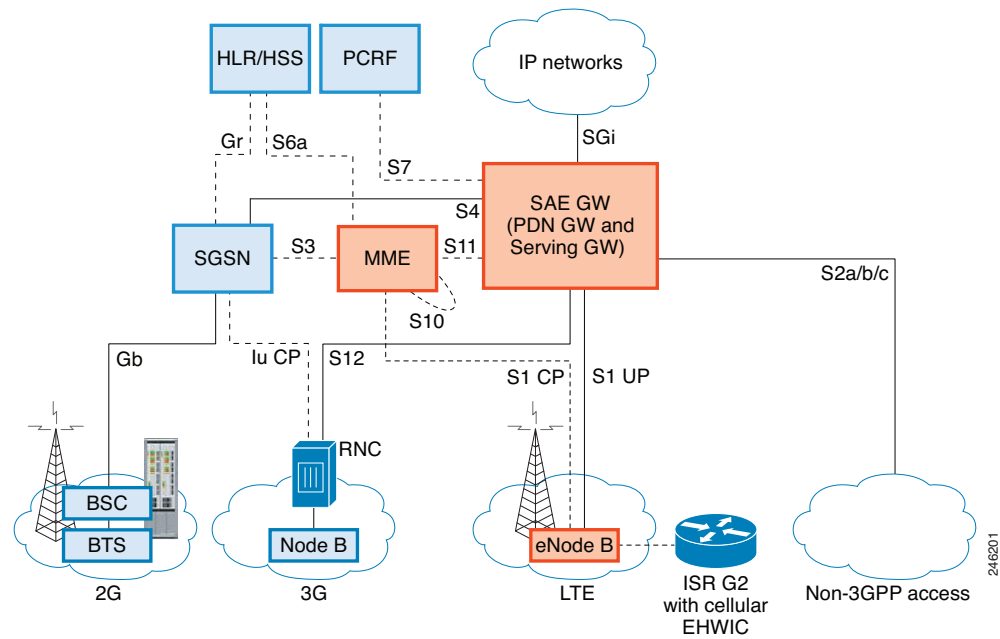 HLR/HSS
PCRF
IP networks
Gr
S6a
SGi
S7
SAE GW
(PDN GW and
Serving GW)
S4
SGSN
S3
MME
S11
S2a/b/c
S10
Gb
Iu CP
S12
S1 CP
S1 UP
RNC
BSC
BTS
Node B
eNode B
2G
3G
LTE
ISR G2
with cellular
EHWIC
Non-3GPP access
246201